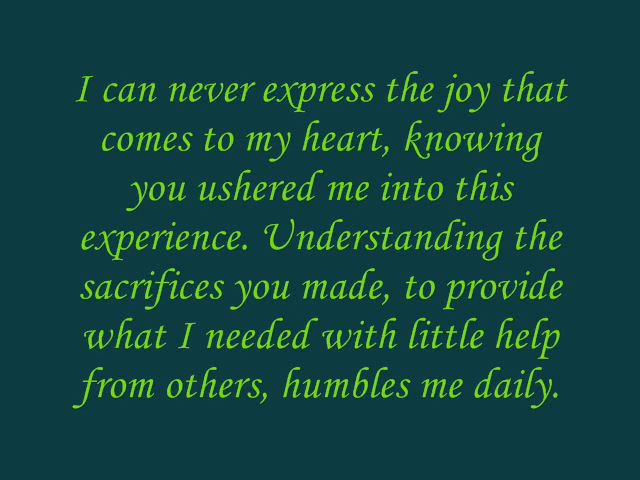 I can never express the joy that
comes to my heart, knowing
you ushered me into this
experience. Understanding the
sacrifices you made, to provide
what I needed with little help
from others, humbles me daily.